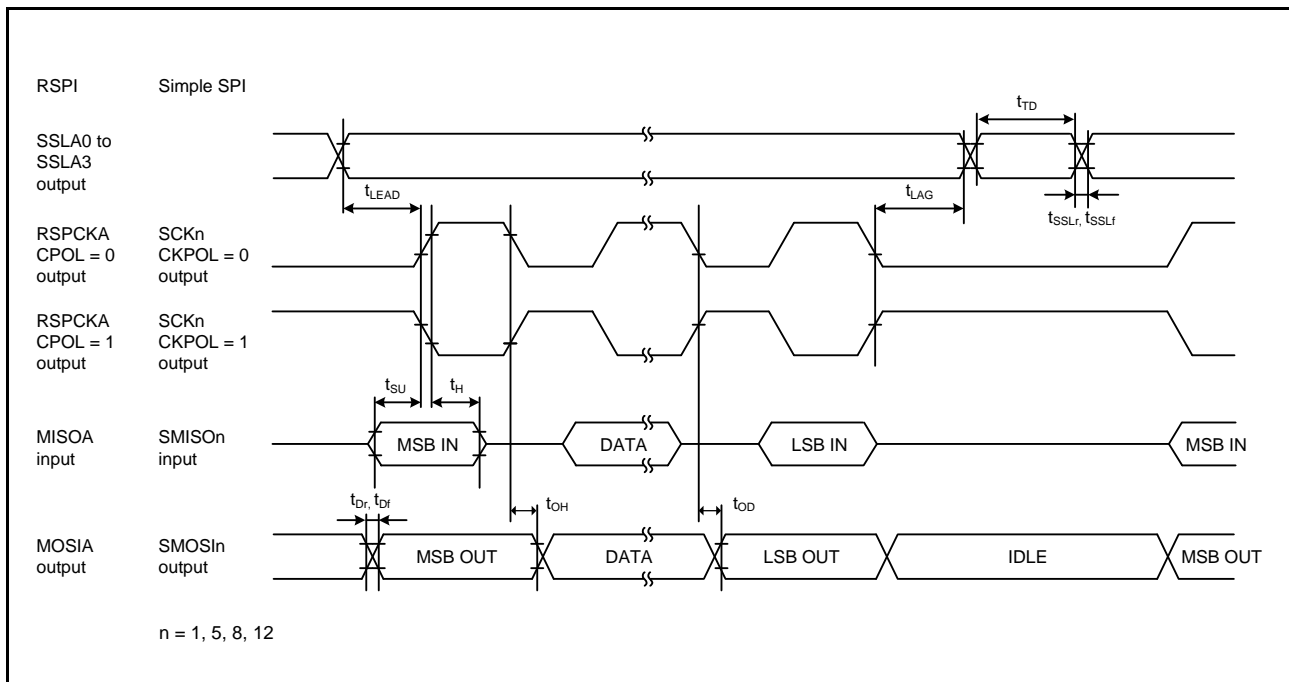 RSPI Simple SPI
SSLA0 to
SSLA3
output
tTD
tLEAD
tLAG
tSSLr, tSSLf
RSPCKA SCKn
CPOL = 0 CKPOL = 0
output output
RSPCKA SCKn
CPOL = 1 CKPOL = 1
output output
tSU tH
MISOA SMISOn
input input
MSB IN DATA LSB IN MSB IN
tDr, tDf tOH tOD
MOSIA SMOSIn
output output
MSB OUT DATA LSB OUT IDLE MSB OUT
n = 1, 5, 8, 12